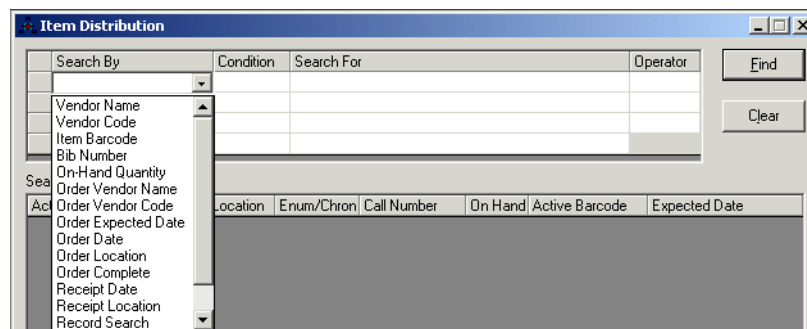 Item Distribution
Search By Condition Search For Operator
Find
Clear
Vendor Name
Vendor Code
Item Barcode
Bib Number
On-Hand Quantity
Order Vendor Name
Order Vendor Code
Order Expected Date
Order Date
Order Location
Order Complete
Receipt Date
Receipt Location
Record Search
Sea
Act Location Enum/Chron Call Number On Hand Active Barcode Expected Date